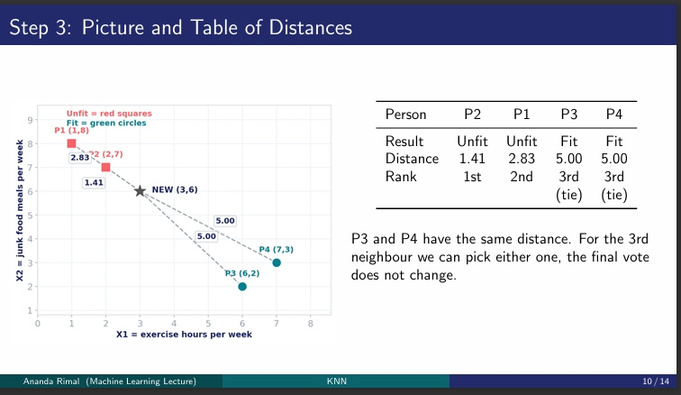 Step 3: Picture and Table of Distances
Unfit = red squares
Fit = green circles
P1 (1,8)
P2 (2,7)
2.83
1.41
NEW (3,6)
5.00
5.00
P4 (7,3)
P3 (6,2)
9
8
7
6
5
4
3
2
1
0 1 2 3 4 5 6 7 8
X1 = exercise hours per week
X2 = junk food meals per week
Person P2 P1 P3 P4
Result Unfit Unfit Fit Fit
Distance 1.41 2.83 5.00 5.00
Rank 1st 2nd 3rd 3rd
(tie) (tie)
P3 and P4 have the same distance. For the 3rd
neighbour we can pick either one, the final vote
does not change.
Ananda Rimal (Machine Learning Lecture) KNN 10 / 14